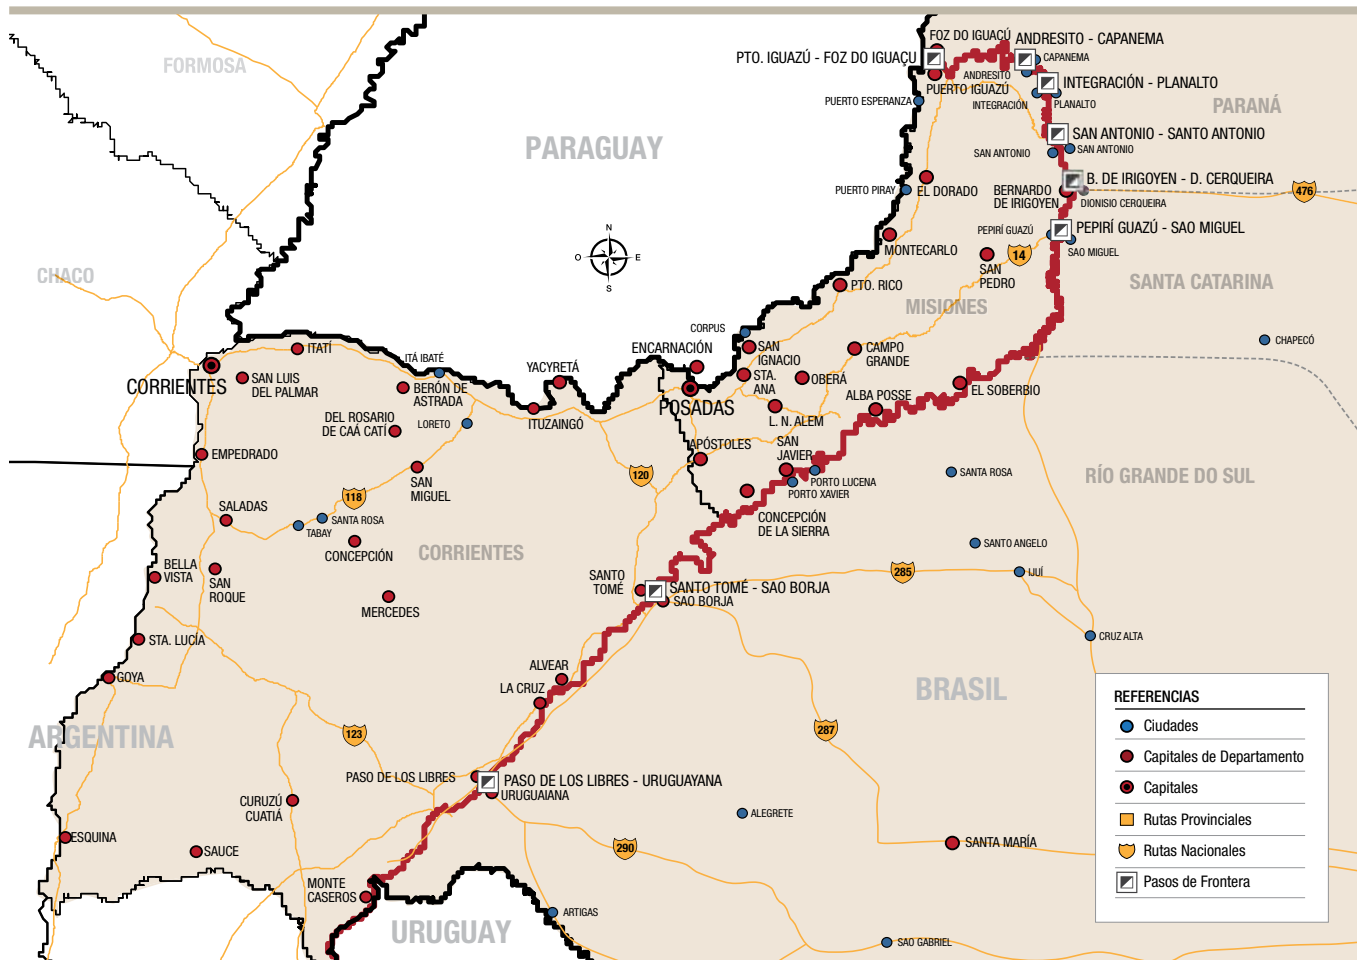 FORMOSA
FOZ DO IGUAÇÚ
ANDRESITO - CAPANEMA
PTO. IGUAZÚ - FOZ DO IGUAÇU
CAPANEMA
ANDRESITO
INTEGRACIÓN - PLANALTO
PUERTO IGUAZÚ
PUERTO ESPERANZA
INTEGRACIÓN
PLANALTO
PARANÁ
PARAGUAY
SAN ANTONIO - SANTO ANTONIO
SAN ANTONIO
SAN ANTONIO
B. DE IRIGOYEN - D. CERQUEIRA
PUERTO PIRAY
EL DORADO
BERNARDO
DE IRIGOYEN
DIONISIO CERQUEIRA
476
PEPIRÍ GUAZÚ
PEPIRÍ GUAZÚ - SAO MIGUEL
SAO MIGUEL
MONTECARLO
14
SAN
PEDRO
N
O
E
S
CHACO
PTO. RICO
MISIONES
SANTA CATARINA
CORPUS
CHAPECÓ
ITATÍ
ITÁ IBATÉ
ENCARNACIÓN
SAN
IGNACIO
CAMPO
GRANDE
YACYRETÁ
CORRIENTES
SAN LUIS
DEL PALMAR
BERÓN DE
ASTRADA
STA.
ANA
OBERÁ
EL SOBERBIO
ALBA POSSE
POSADAS
ITUZAINGÓ
L. N. ALEM
DEL ROSARIO
DE CAÁ CATÍ
LORETO
APÓSTOLES
SAN
JAVIER
EMPEDRADO
SAN
MIGUEL
120
PORTO LUCENA
PORTO XAVIER
SANTA ROSA
RÍO GRANDE DO SUL
118
SALADAS
SANTA ROSA
TABAY
CONCEPCIÓN
DE LA SIERRA
CONCEPCIÓN
CORRIENTES
SANTO ANGELO
BELLA
VISTA
SAN
ROQUE
285
IJUÍ
SANTO
TOMÉ
SANTO TOMÉ - SAO BORJA
SAO BORJA
MERCEDES
STA. LUCÍA
CRUZ ALTA
GOYA
ALVEAR
LA CRUZ
BRASIL
ARGENTINA
123
287
PASO DE LOS LIBRES
PASO DE LOS LIBRES - URUGUAYANA
URUGUAIANA
CURUZÚ
CUATIÁ
ALEGRETE
ESQUINA
SAUCE
290
SANTA MARÍA
MONTE
CASEROS
ARTIGAS
URUGUAY
SAO GABRIEL
REFERENCIAS
Ciudades
Capitales de Departamento
Capitales
Rutas Provinciales
Rutas Nacionales
Pasos de Frontera